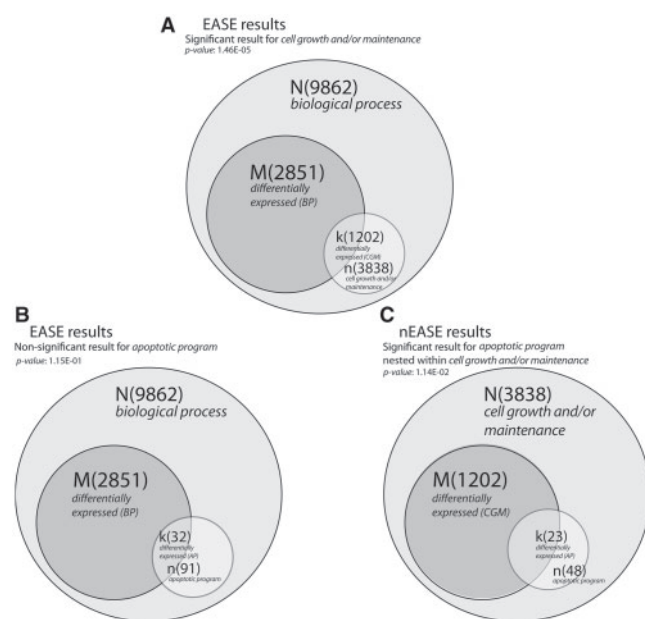 A EASE results
Significant result for cell growth and/or maintenance
p-value: 1.46E-05
N(9862)
biological process
M(2851)
differentially
expressed (BP)
k(1202)
differentially
expressed (CGM)
n(3838)
cell growth and/or
maintenance
B
EASE results
Non-significant result for apoptotic program
p-value: 1.15E-01
N(9862)
biological process
M(2851)
differentially
expressed (BP)
k(32)
differentially
expressed (AP)
n(91)
apoptotic program
C
nEASE results
Significant result for apoptotic program
nested within cell growth and/or maintenance
p-value: 1.14E-02
N(3838)
cell growth and/or
maintenance
M(1202)
differentially
expressed (CGM)
k(23)
differentially
expressed (AP)
n(48)
apoptotic program